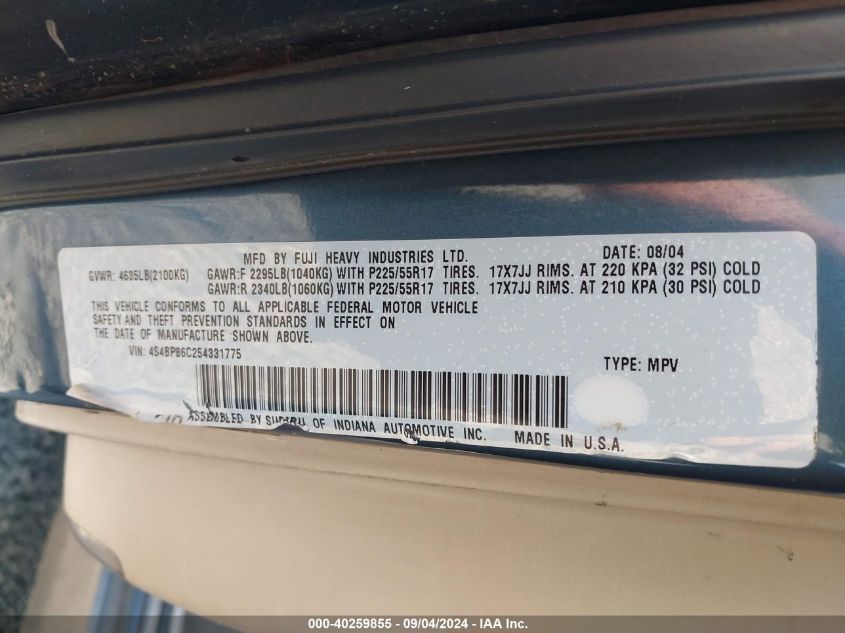 MFD BY FUJI HEAVY INDUSTRIES LTD. DATE: 08/04
GVWR: 4635LB(2100KG) GAWR:F 2295LB(1040KG) WITH P225/55R17 TIRES. 17X7JJ RIMS. AT 220 KPA (32 PSI) COLD
GAWR:R 2340LB(1060KG) WITH P225/55R17 TIRES. 17X7JJ RIMS. AT 210 KPA (30 PSI) COLD
THIS VEHICLE CONFORMS TO ALL APPLICABLE FEDERAL MOTOR VEHICLE
SAFETY AND THEFT PREVENTION STANDARDS IN EFFECT ON
THE DATE OF MANUFACTURE SHOWN ABOVE.
VIN: 4S4BP86C254331775 TYPE: MPV
ASSEMBLED BY SUBARU OF INDIANA AUTOMOTIVE INC. MADE IN U.S.A.
000-40259855 - 09/04/2024 - IAA Inc.